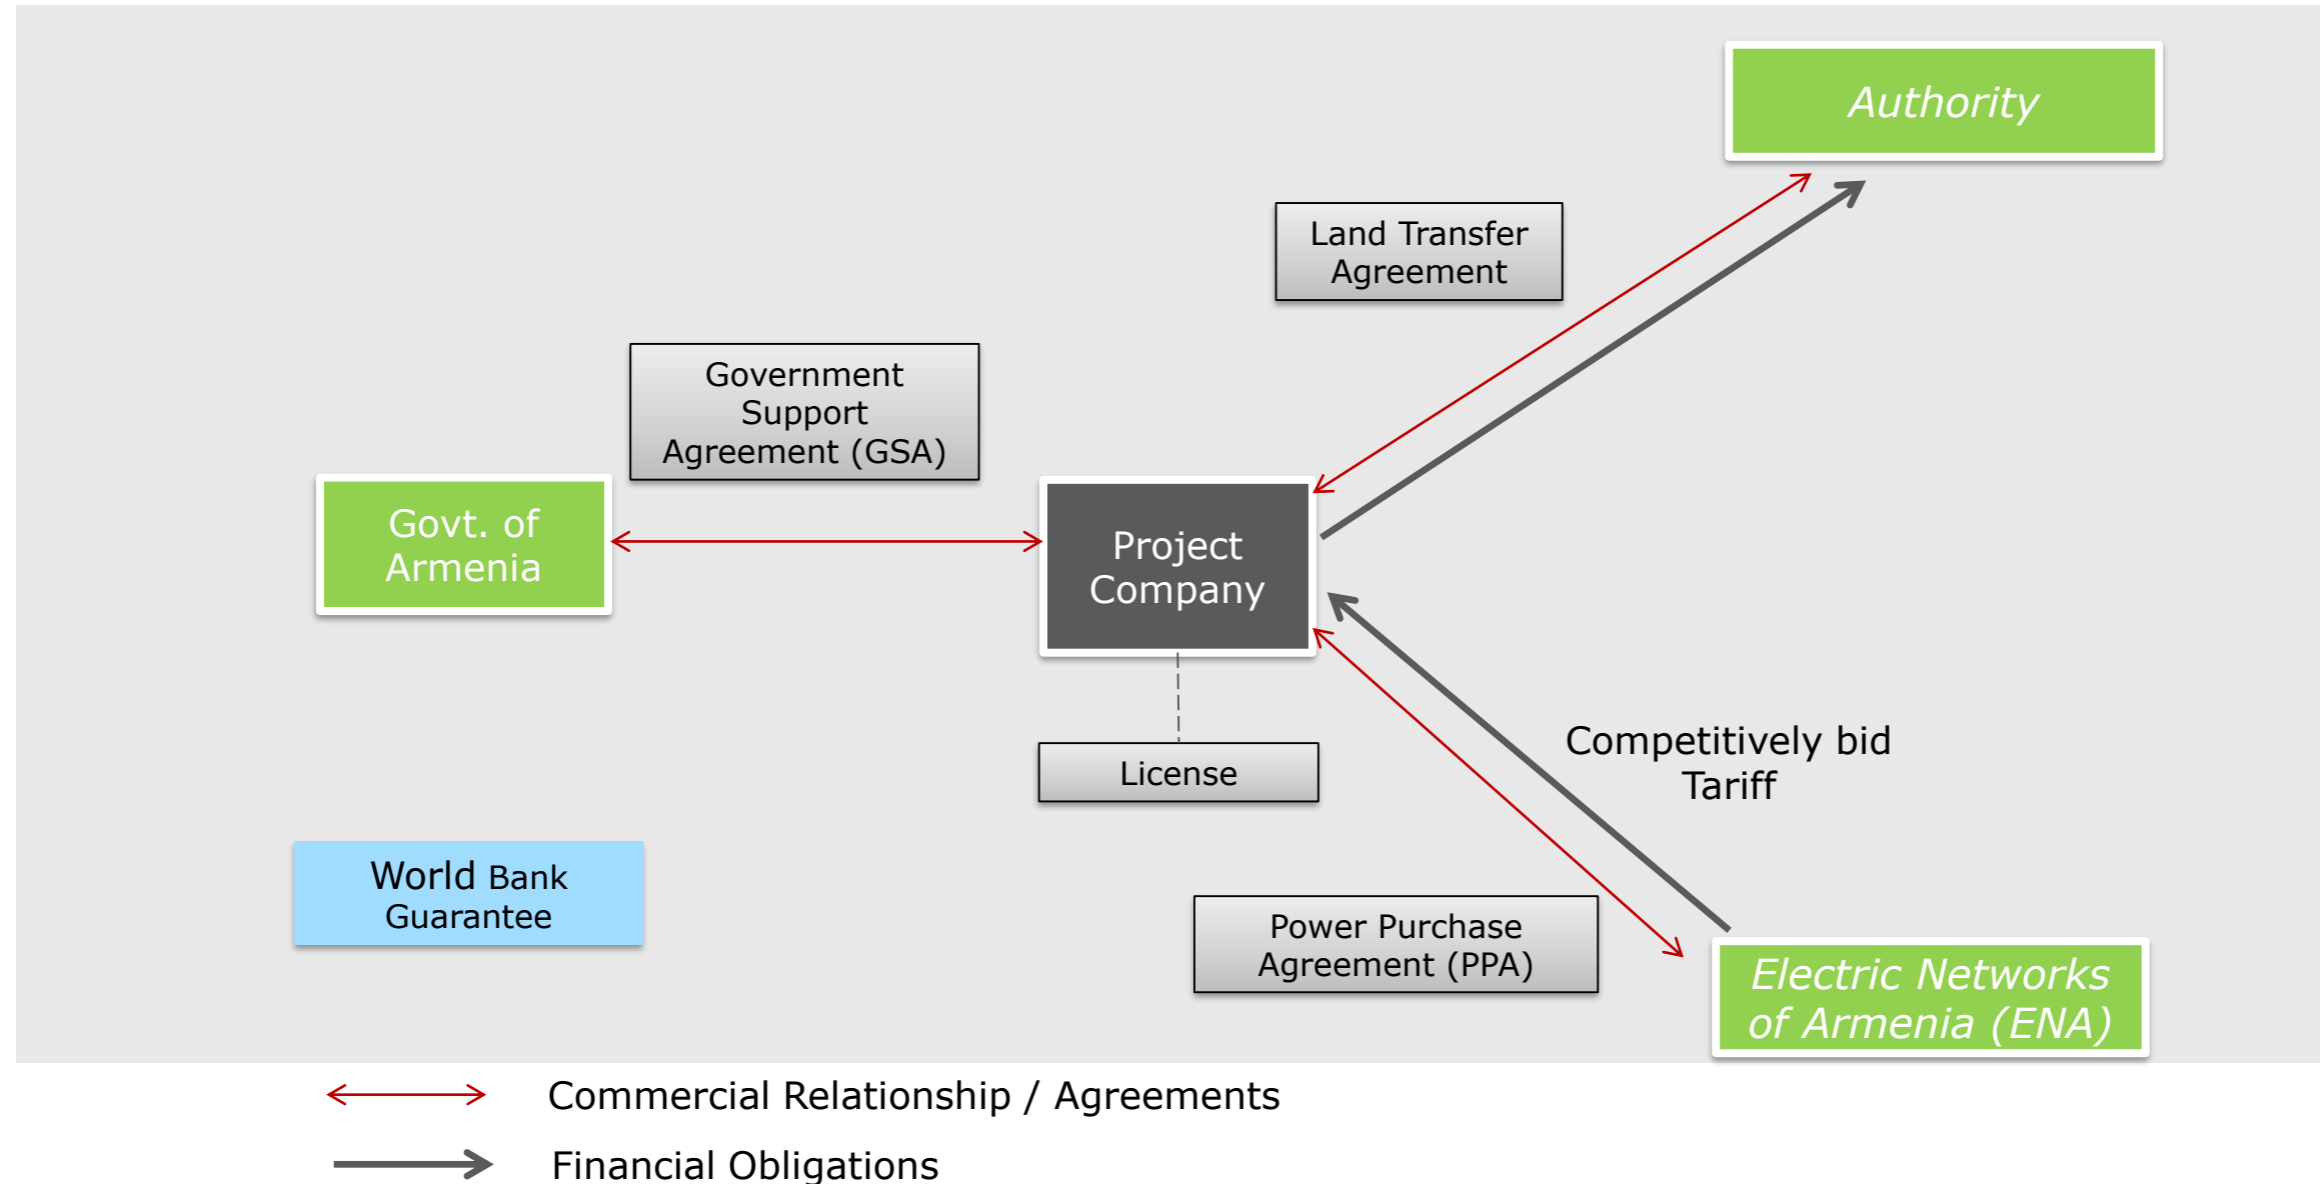 Authority
Land Transfer
Agreement
Government
Support
Agreement (GSA)
Govt. of
Armenia
Project
Company
License
Competitively bid
Tariff
World Bank
Guarantee
Power Purchase
Agreement (PPA)
Electric Networks
of Armenia (ENA)
Commercial Relationship / Agreements
Financial Obligations